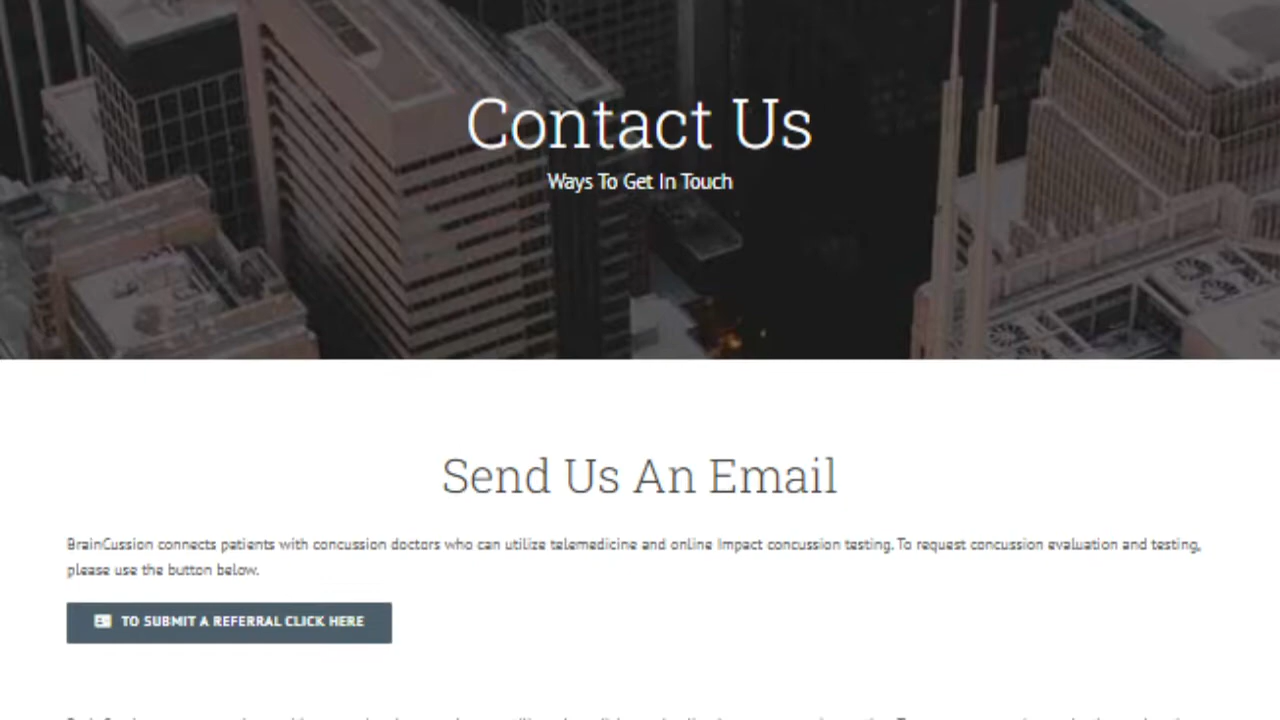 Contact Us
Ways To Get In Touch
Send Us An Email
BrainCussion connects patients with concussion doctors who can utilize telemedicine and online Impact concussion testing. To request concussion evaluation and testing,
please use the button below.
TO SUBMIT A REFERRAL CLICK HERE